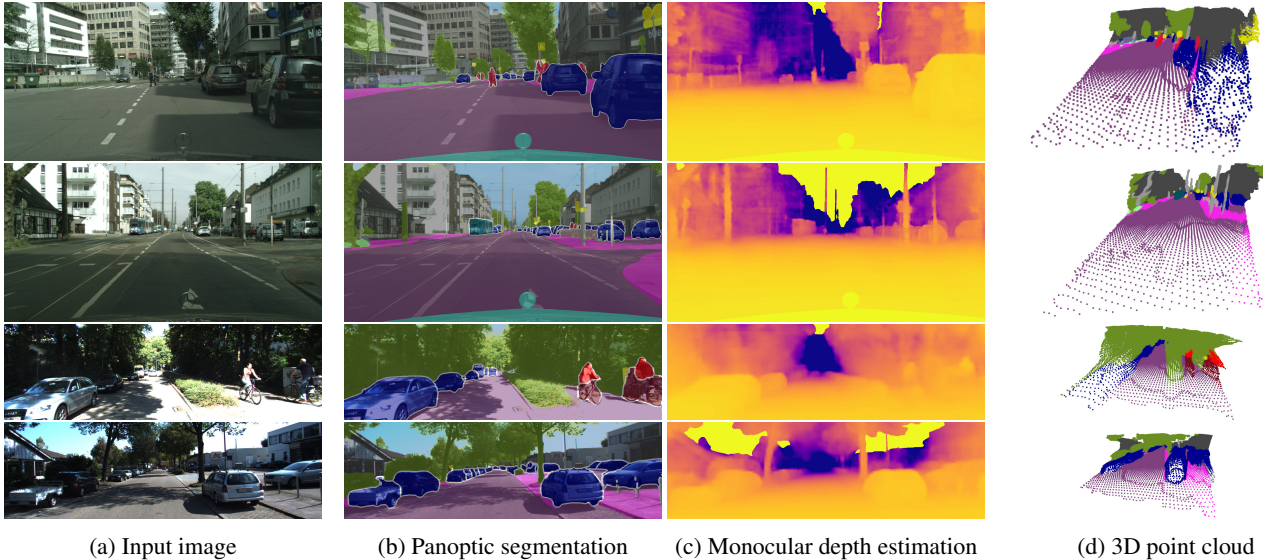 (a) Input image
(b) Panoptic segmentation
(c) Monocular depth estimation
(d) 3D point cloud